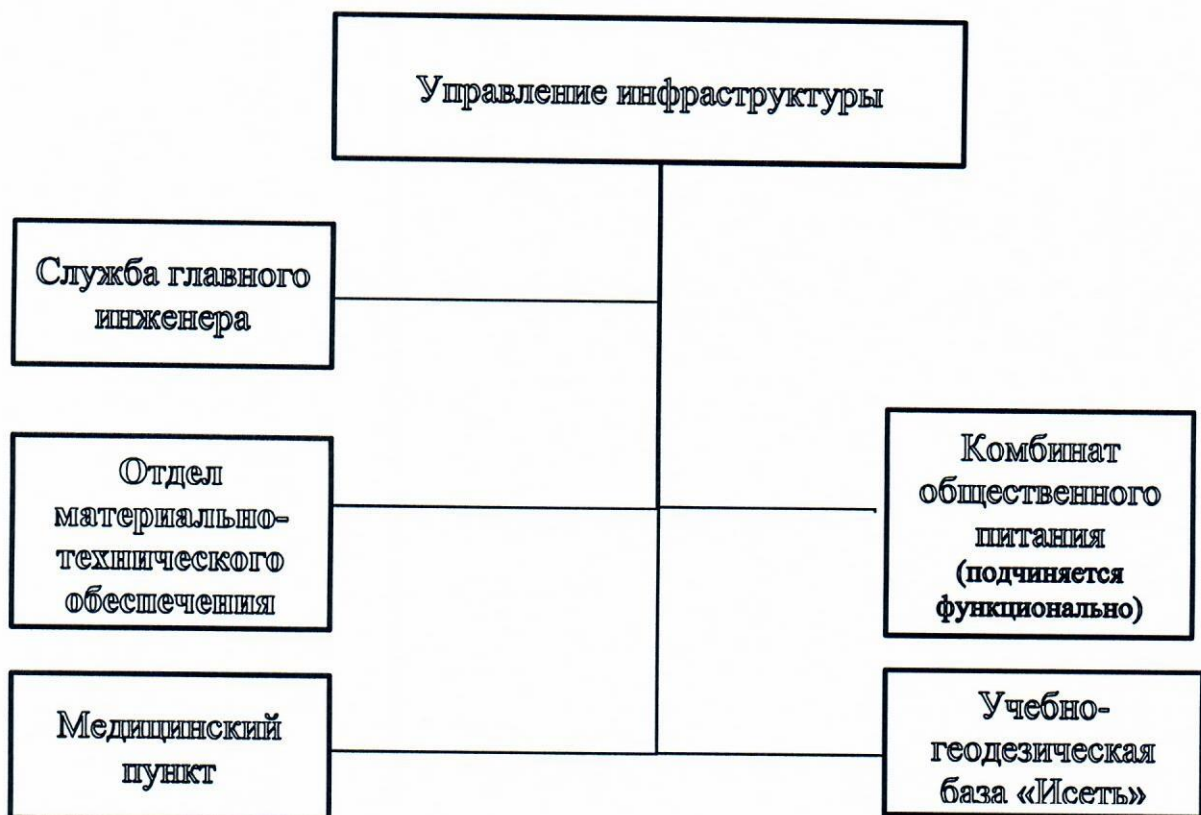 Управление инфраструктуры
Служба главного
инженера
Отдел
материально-
технического
обеспечения
Комбинат
общественного
питания
(подчиняется
функционально)
Медицинский
пункт
Учебно-
геодезическая
база «Исеть»